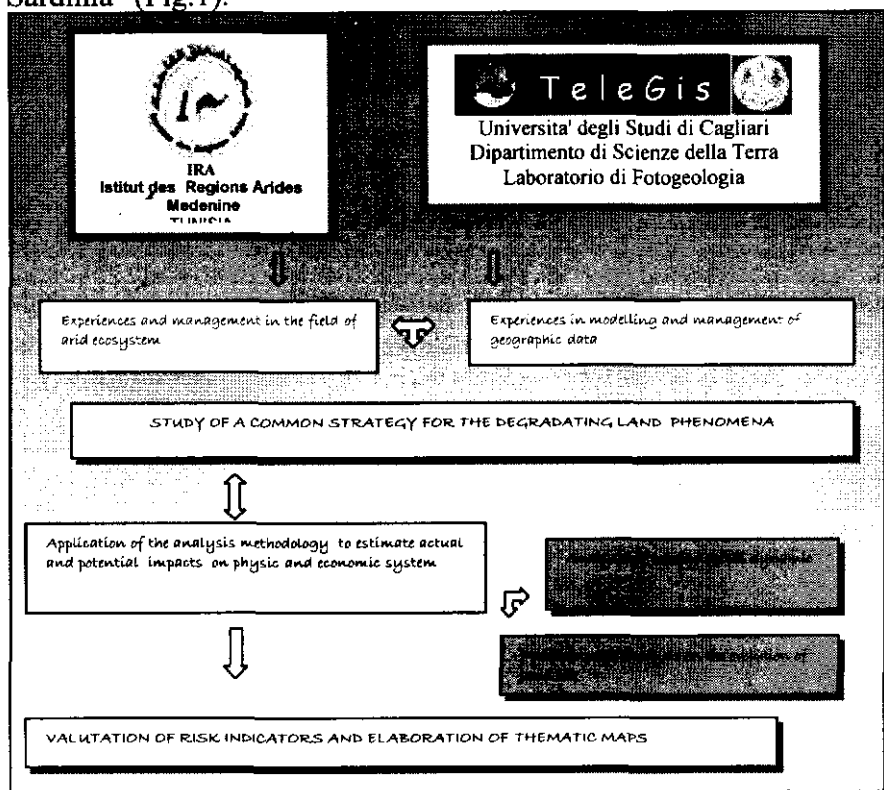 Sardinia" (Fig.1).
TeleGis
Universita' degli Studi di Cagliari
Dipartimento di Scienze della Terra
Laboratorio di Fotogeologia
IRA
Istitut des Regions Arides
Medenine
TUNISIA
Experiences and management in the field of
arid ecosystem
Experiences in modelling and management of
geographic data
STUDY OF A COMMON STRATEGY FOR THE DEGRADATING LAND PHENOMENA
Application of the analysis methodology to estimate actual
and potential impacts on physic and economic system
VALUTATION OF RISK INDICATORS AND ELABORATION OF THEMATIC MAPS